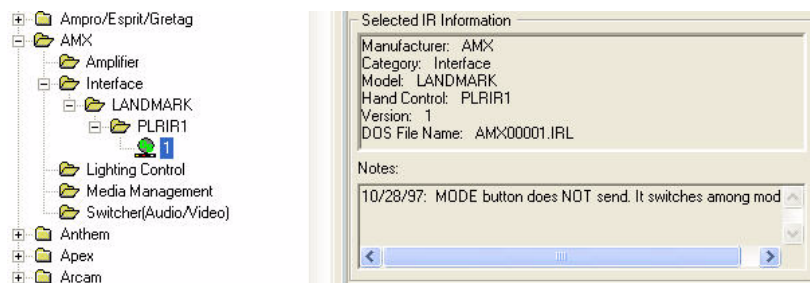 Ampro/Esprit/Gretag
AMX
Amplifier
Interface
LANDMARK
PLRIR1
1
Lighting Control
Media Management
Switcher(Audio/Video)
Anthem
Apex
Arcam
Selected IR Information
Manufacturer: AMX
Category: Interface
Model: LANDMARK
Hand Control: PLRIR1
Version: 1
DOS File Name: AMX00001.IRL
Notes:
10/28/97: MODE button does NOT send. It switches among mod